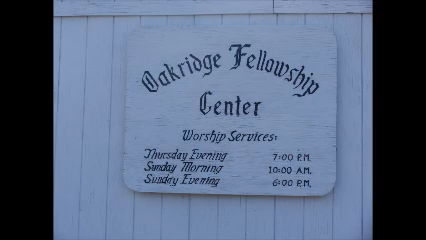 Oakridge Fellowship
Center
Worship Services:
Thursday Evening 7:00 P.M.
Sunday Morning 10:00 A.M.
Sunday Evening 6:00 P.M.